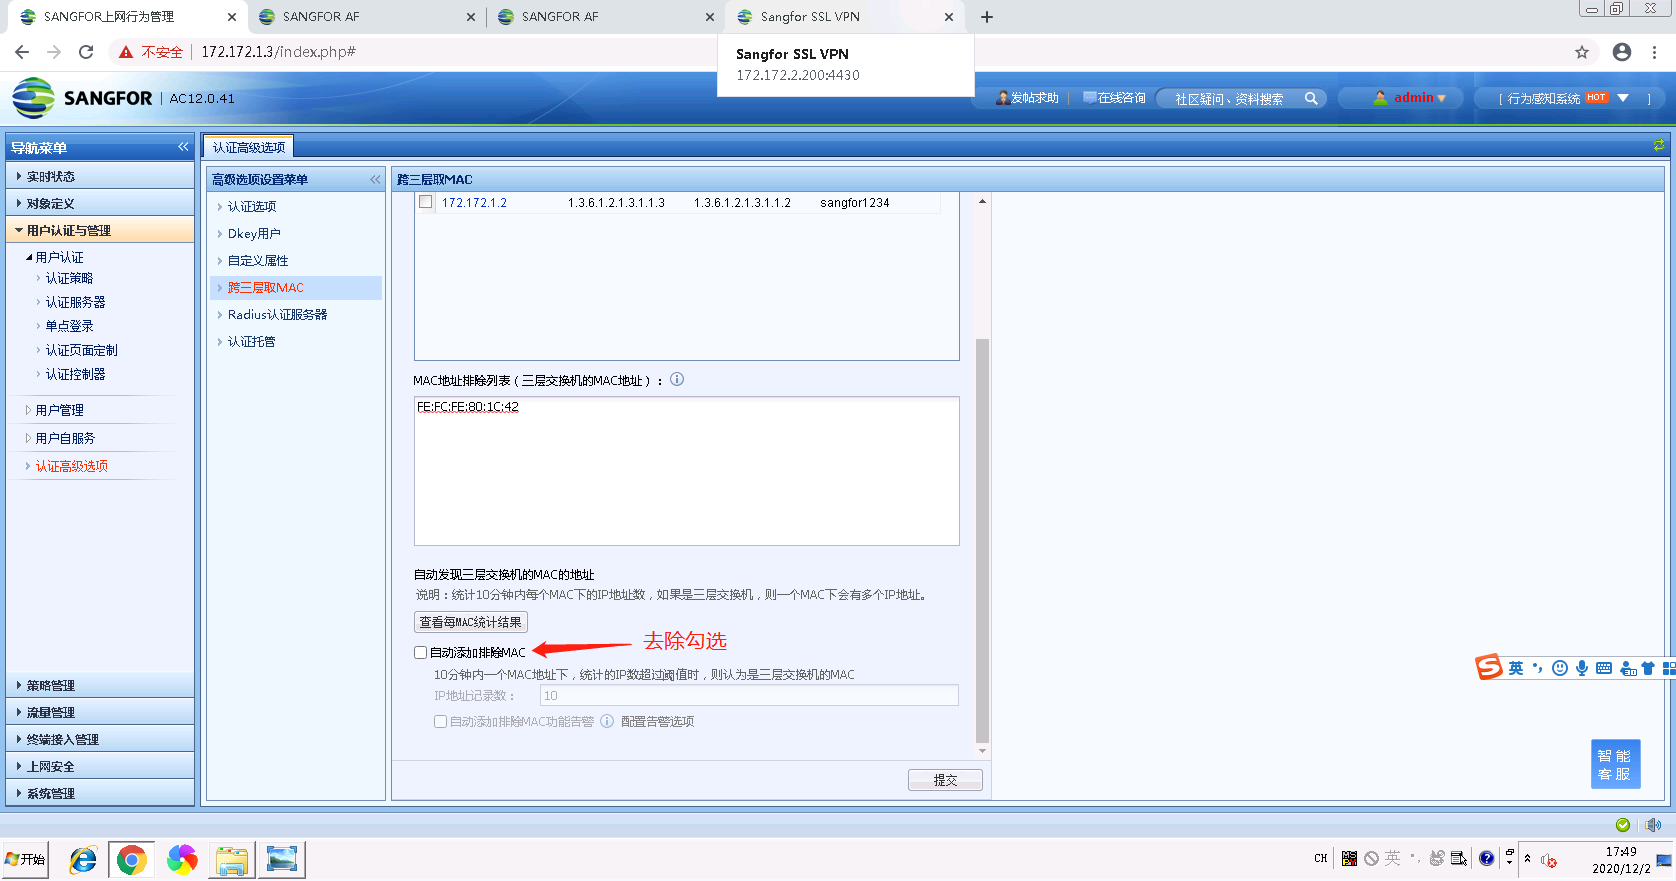 SANGFOR上网行为管理
SANGFOR AF
SANGFOR AF
Sangfor SSL VPN
不安全
172.172.1.3/index.php#
Sangfor SSL VPN
172.172.2.200:4430
SANGFOR
AC12.0.41
发帖求助
在线咨询
社区疑问、资料搜索
admin
[ 行为感知系统 HOT ]
导航菜单
实时状态
对象定义
用户认证与管理
用户认证
认证策略
认证服务器
单点登录
认证页面定制
认证控制器
用户管理
用户自服务
认证高级选项
策略管理
流量管理
终端接入管理
上网安全
系统管理
认证高级选项
高级选项设置菜单
认证选项
Dkey用户
自定义属性
跨三层取MAC
Radius认证服务器
认证托管
跨三层取MAC
172.172.1.2 1.3.6.1.2.1.3.1.1.3 1.3.6.1.2.1.3.1.1.2 sangfor1234
MAC地址排除列表（三层交换机的MAC地址）：
FE:FC:FE:80:1C:42
自动发现三层交换机的MAC的地址
说明：统计10分钟内每个MAC下的IP地址数，如果是三层交换机，则一个MAC下会有多个IP地址。
查看每MAC统计结果
自动添加排除MAC
去除勾选
10分钟内一个MAC地址下，统计的IP数超过阈值时，则认为是三层交换机的MAC
IP地址记录数： 10
自动添加排除MAC功能告警 配置告警选项
提交
英
智能
客服
开始
CH
英
17:49
2020/12/2